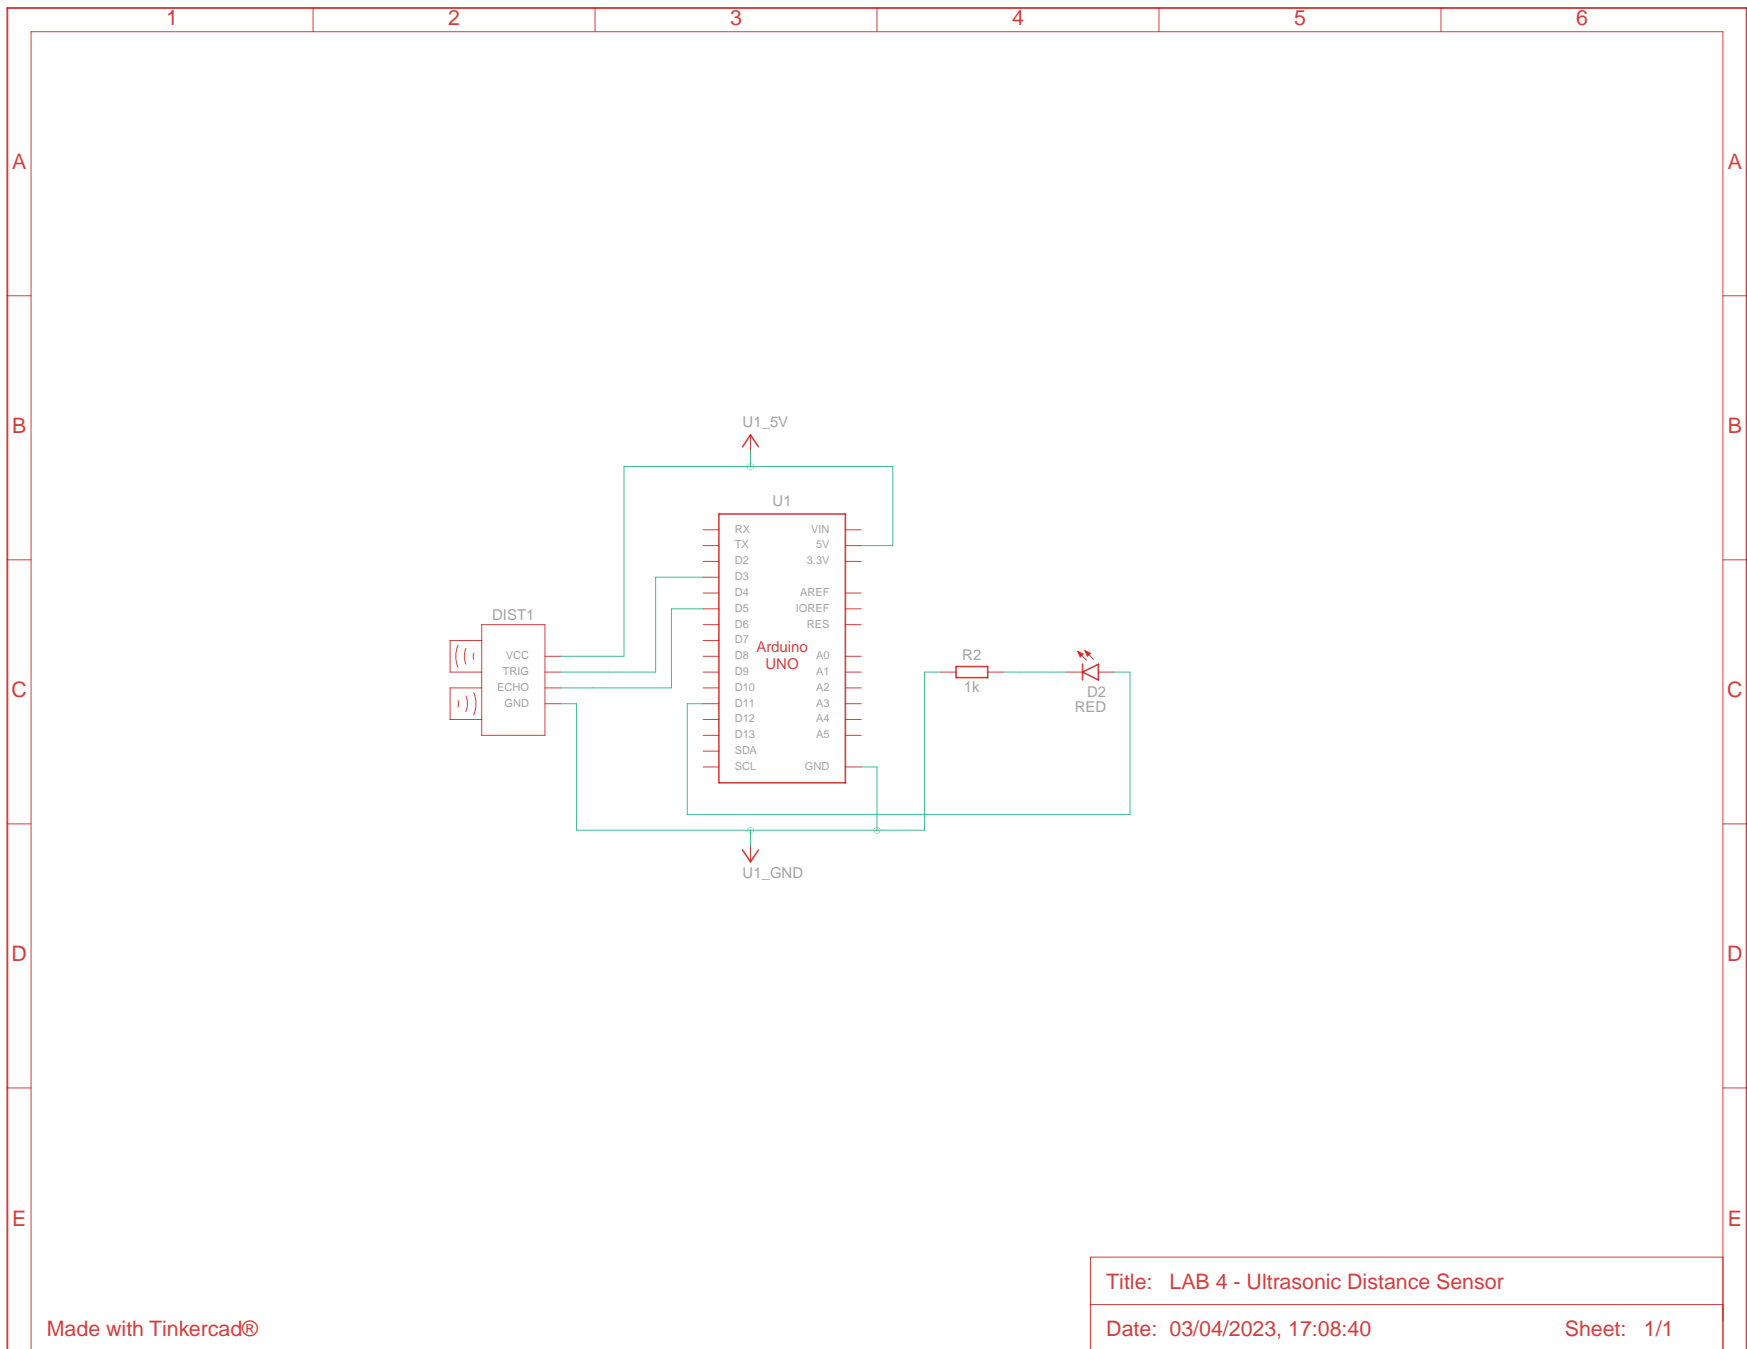 1 2 3 4 5 6
A A
B B
U1_5V
U1
RX VIN
TX 5V
D2 3.3V
D3
D4 AREF
D5 IOREF
D6 RES
D7
Arduino
UNO
D8 A0
D9 A1
D10 A2
D11 A3
D12 A4
D13 A5
SDA
SCL GND
DIST1
VCC
TRIG
ECHO
GND
R2
1k
D2
RED
C C
U1_GND
D D
E E
Title: LAB 4 - Ultrasonic Distance Sensor
Made with Tinkercad®
Date: 03/04/2023, 17:08:40 Sheet: 1/1